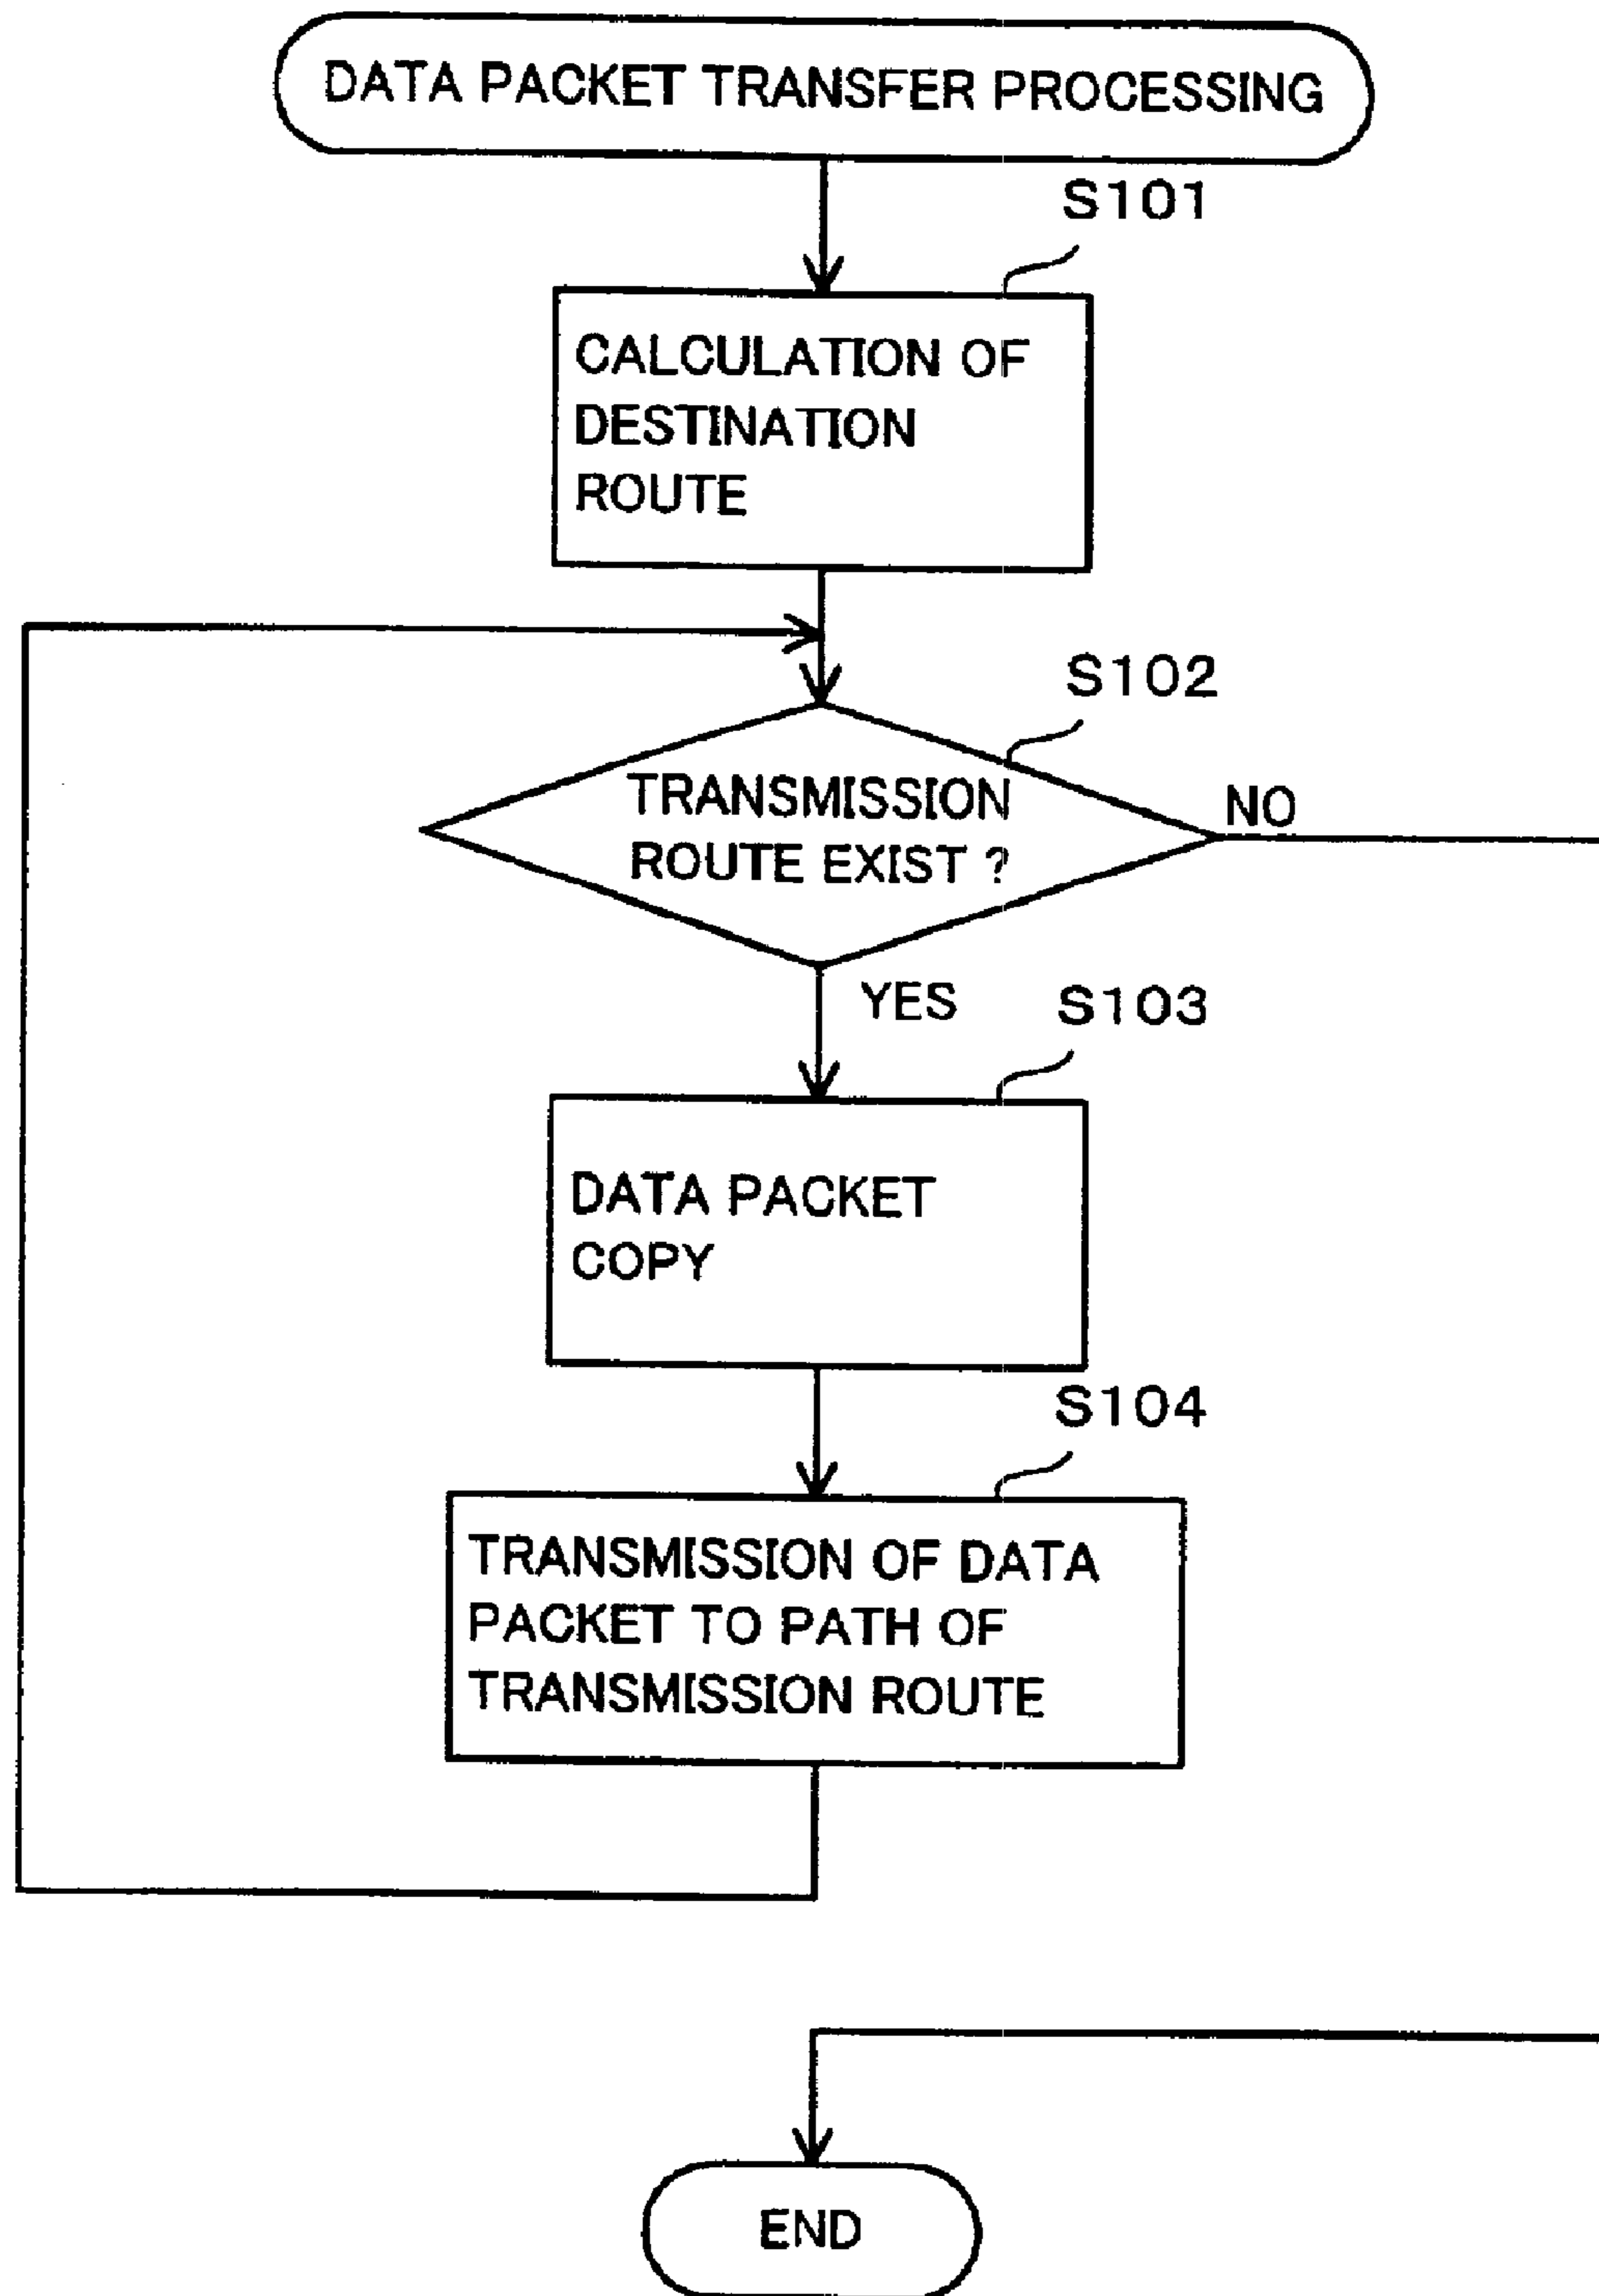 DATA PACKET TRANSFER PROCESSING
S101
CALCULATION OF
DESTINATION
ROUTE
S102
TRANSMISSION
ROUTE EXIST ?
NO
YES
S103
DATA PACKET
COPY
S104
TRANSMISSION OF DATA
PACKET TO PATH OF
TRANSMISSION ROUTE
END